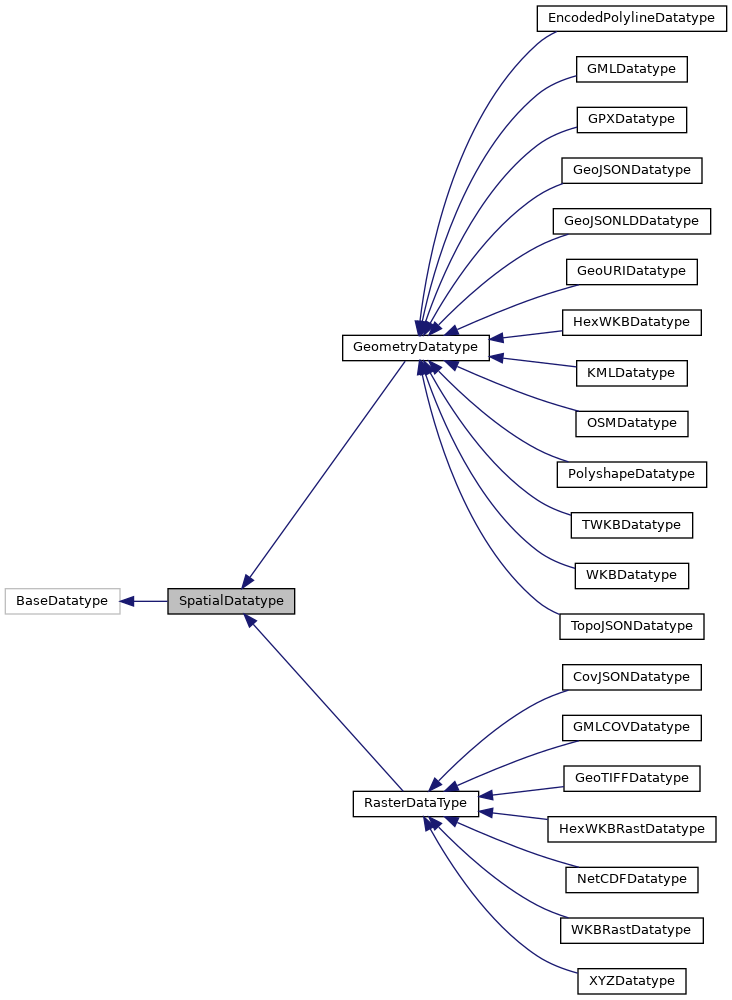 EncodedPolylineDatatype
GMLDatatype
GPXDatatype
GeoJSONDatatype
GeoJSONLDDatatype
GeoURIDatatype
HexWKBDatatype
GeometryDatatype
KMLDatatype
OSMDatatype
PolyshapeDatatype
TWKBDatatype
WKBDatatype
BaseDatatype
SpatialDatatype
TopoJSONDatatype
CovJSONDatatype
GMLCOVDatatype
GeoTIFFDatatype
RasterDataType
HexWKBRastDatatype
NetCDFDatatype
WKBRastDatatype
XYZDatatype